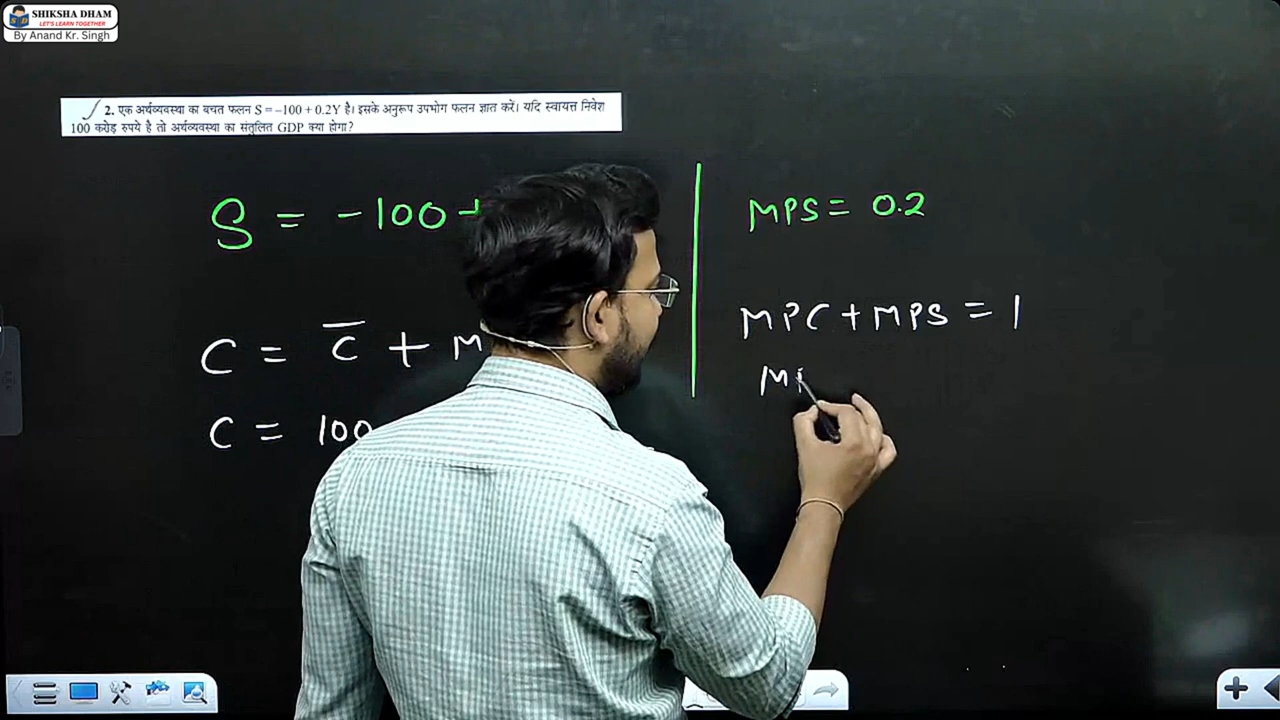 SHIKSHA DHAM
LET'S LEARN TOGETHER
By Anand Kr. Singh
2. एक अर्थव्यवस्था का बचत फलन S = –100 + 0.2Y है। इसके अनुरूप उपभोग फलन ज्ञात करें। यदि स्वायत्त निवेश
100 करोड़ रुपये है तो अर्थव्यवस्था का संतुलित GDP क्या होगा?
S = -100 +
C = C̅ + M
C = 100
MPS = 0.2
MPC + MPS = 1
MP